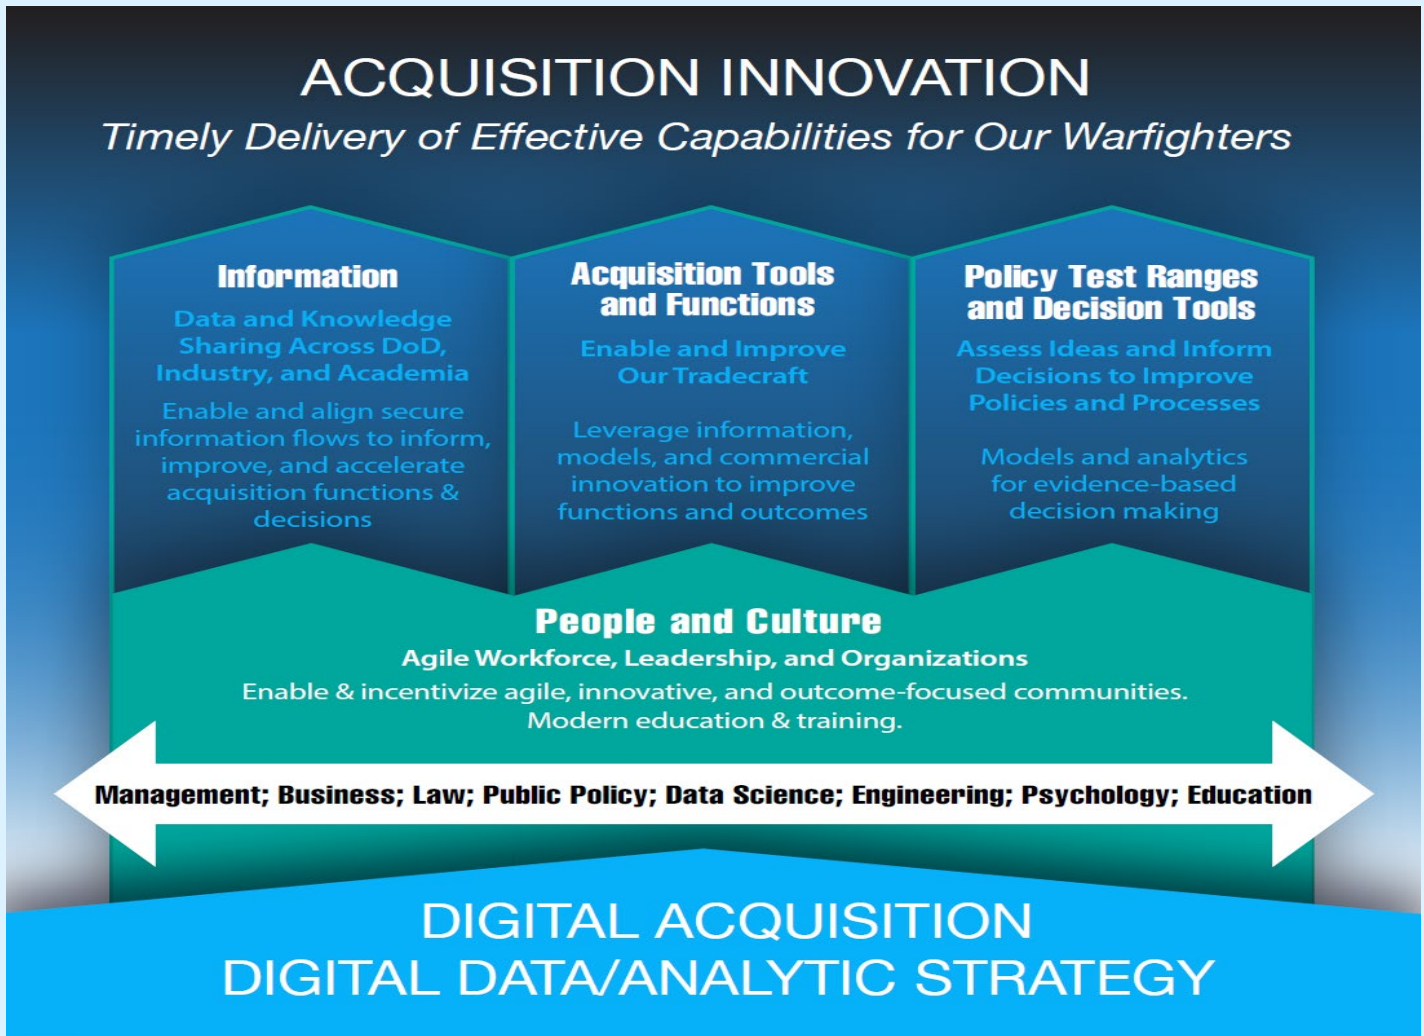 ACQUISITION INNOVATION
Timely Delivery of Effective Capabilities for Our Warfighters
Information
Data and Knowledge
Sharing Across DoD,
Industry, and Academia
Enable and align secure
information flows to inform,
improve, and accelerate
acquisition functions &
decisions
Acquisition Tools
and Functions
Enable and Improve
Our Tradecraft
Leverage information,
models, and commercial
innovation to improve
functions and outcomes
Policy Test Ranges
and Decision Tools
Assess Ideas and Inform
Decisions to Improve
Policies and Processes
Models and analytics
for evidence-based
decision making
People and Culture
Agile Workforce, Leadership, and Organizations
Enable & incentivize agile, innovative, and outcome-focused communities.
Modern education & training.
Management; Business; Law; Public Policy; Data Science; Engineering; Psychology; Education
DIGITAL ACQUISITION
DIGITAL DATA/ANALYTIC STRATEGY